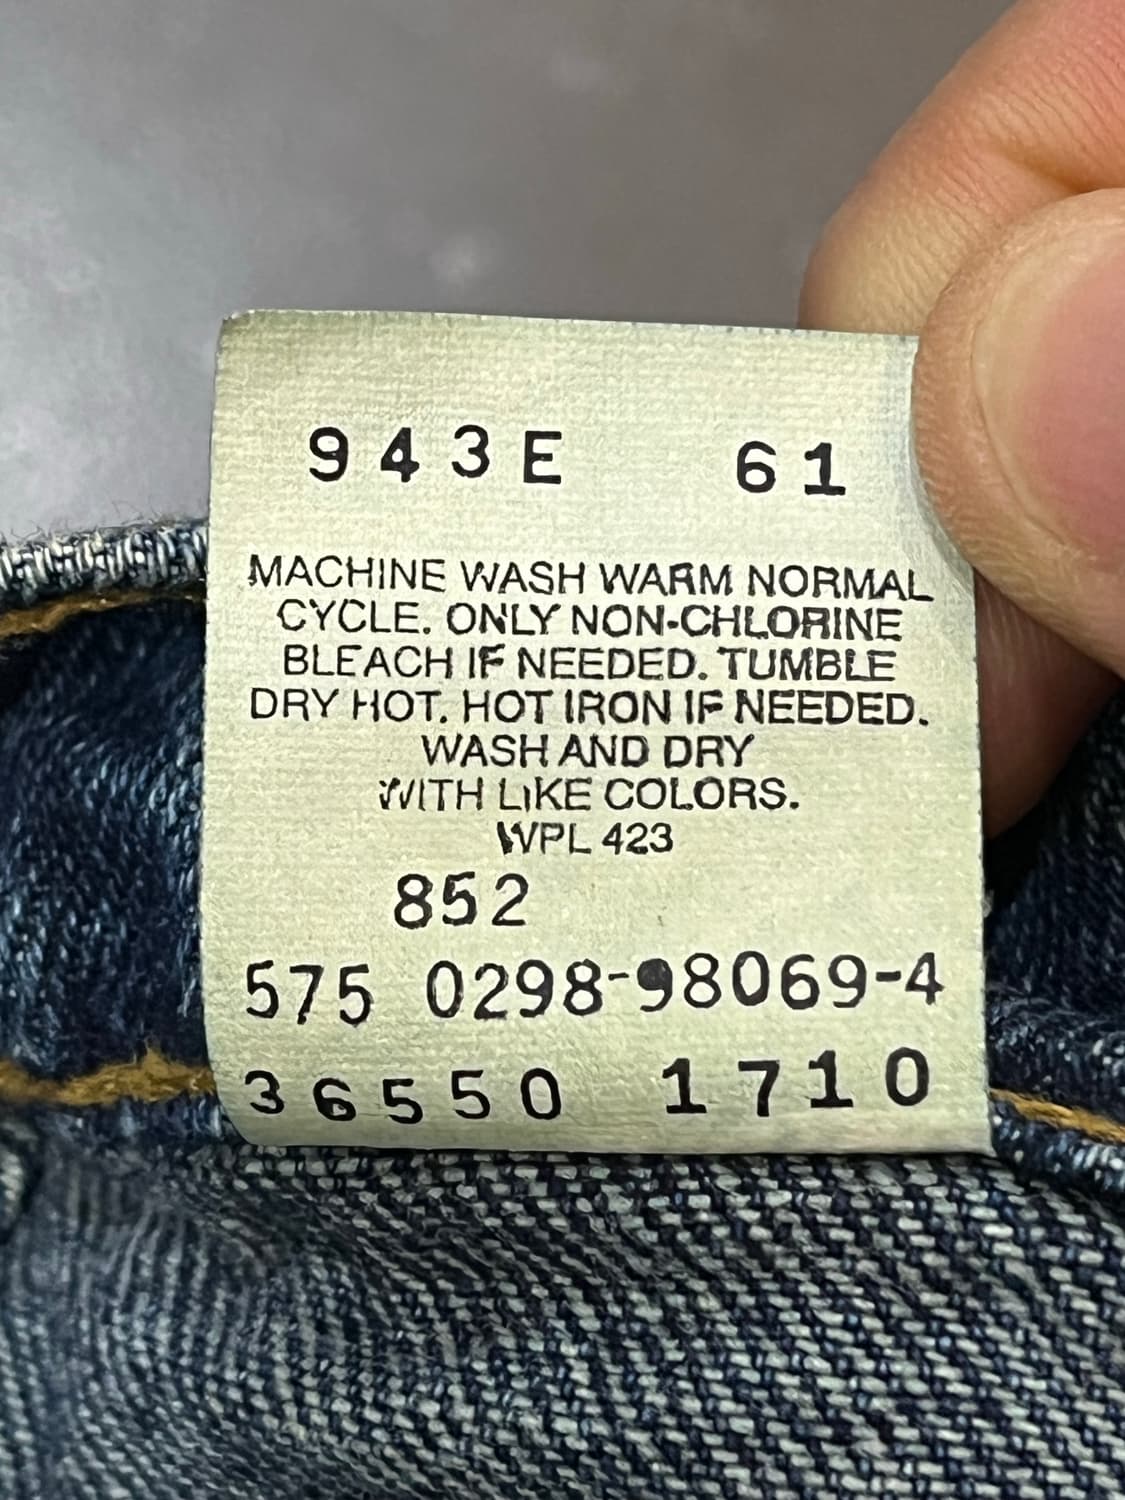 943E 61
MACHINE WASH WARM NORMAL
CYCLE. ONLY NON-CHLORINE
BLEACH IF NEEDED. TUMBLE
DRY HOT. HOT IRON IF NEEDED.
WASH AND DRY
WITH LIKE COLORS.
WPL 423
852
575 0298-98069-4
36550 1710